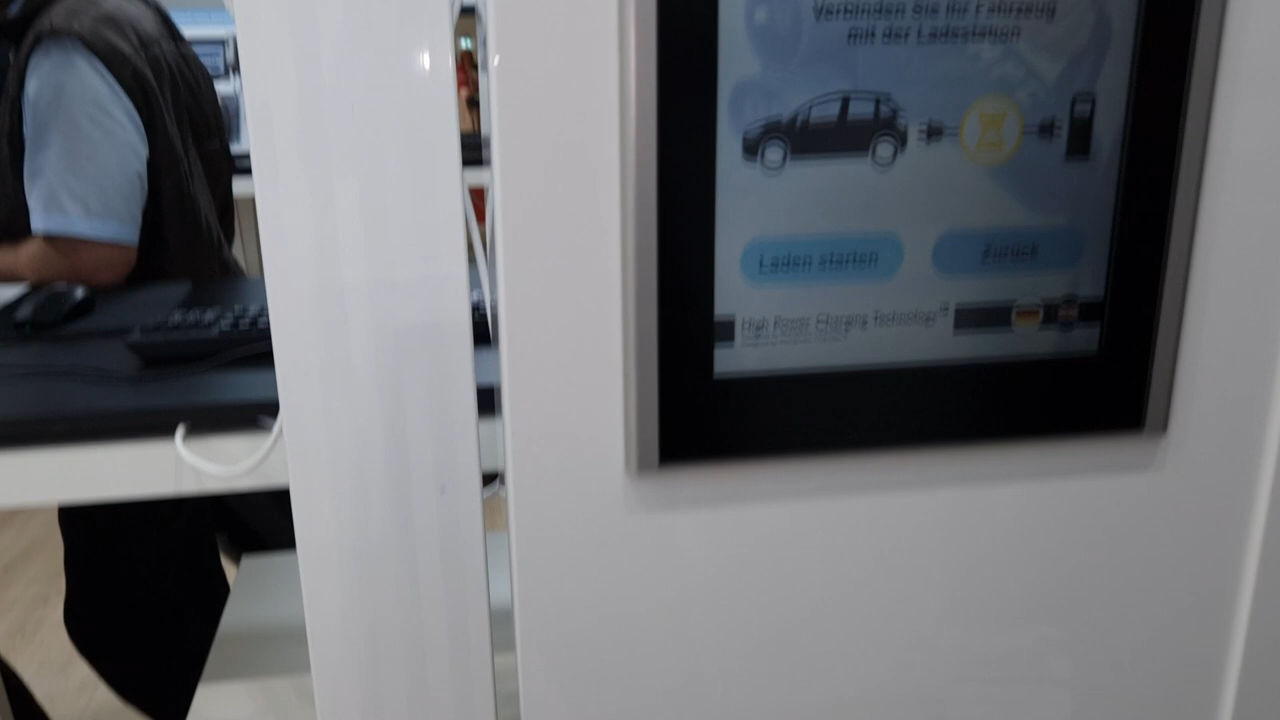 Verbinden Sie Ihr Fahrzeug
mit der Ladestation
Laden starten
Zurück
High Power Charging Technology